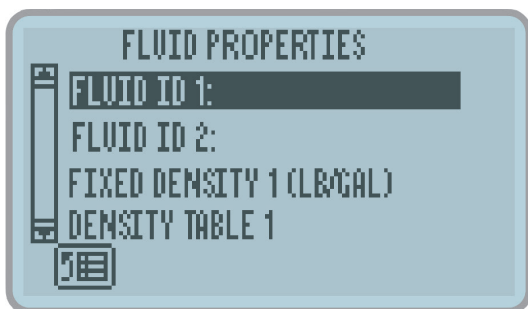 FLUID PROPERTIES
FLUID ID 1:
FLUID ID 2:
FIXED DENSITY 1 (LB/GAL)
DENSITY TABLE 1